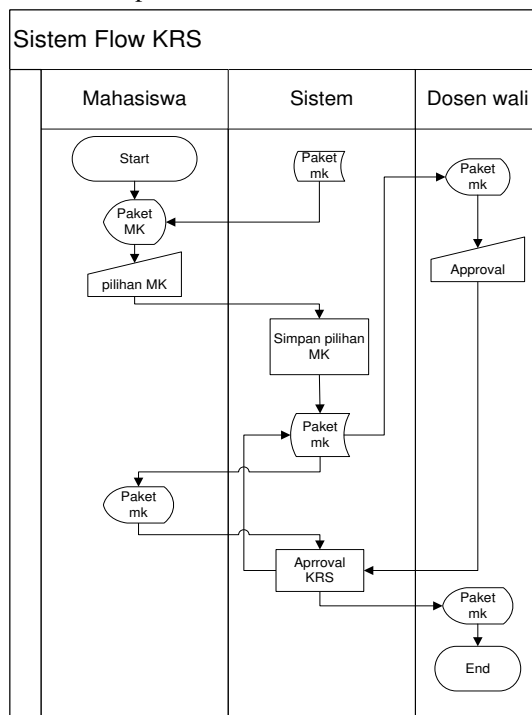 Sistem Flow KRS
Mahasiswa
Sistem
Dosen wali
Start
Paket
mk
Paket
mk
Paket
MK
pilihan MK
Approval
Simpan pilihan
MK
Paket
mk
Paket
mk
Aprroval
KRS
Paket
mk
End